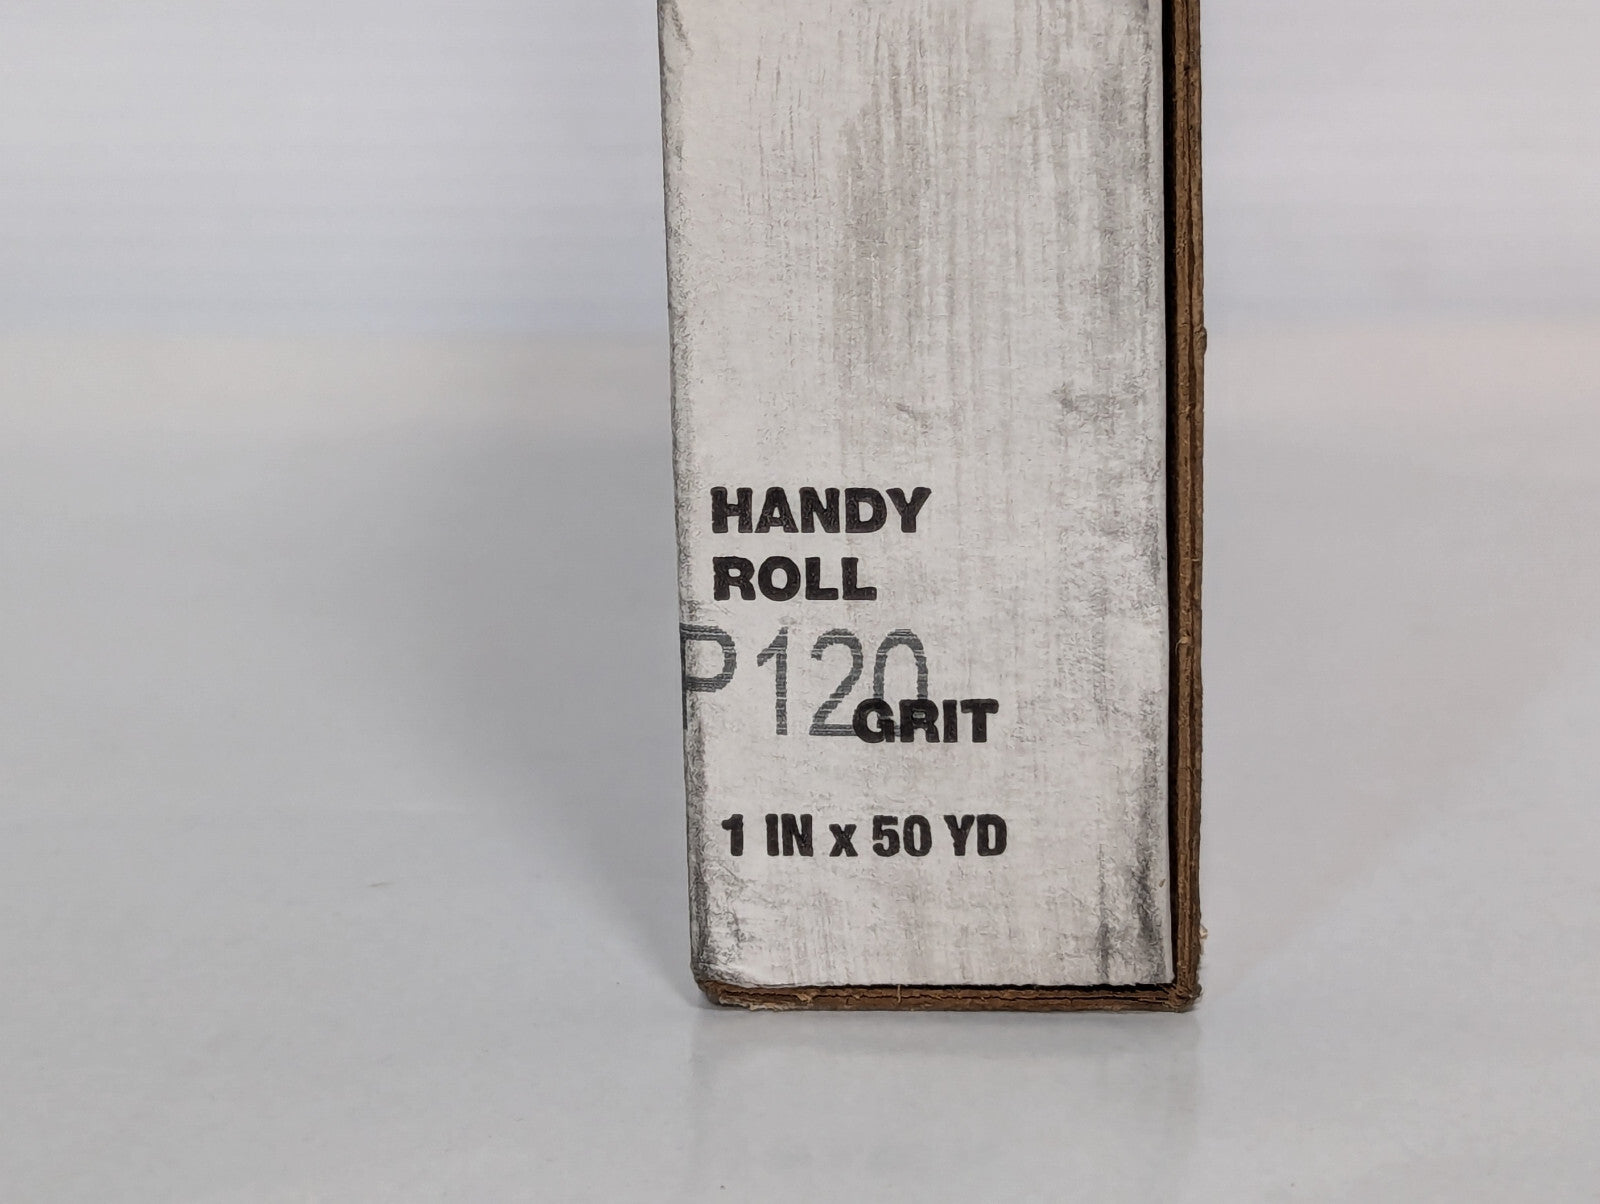 HANDY
ROLL
P120 GRIT
1 IN x 50 YD